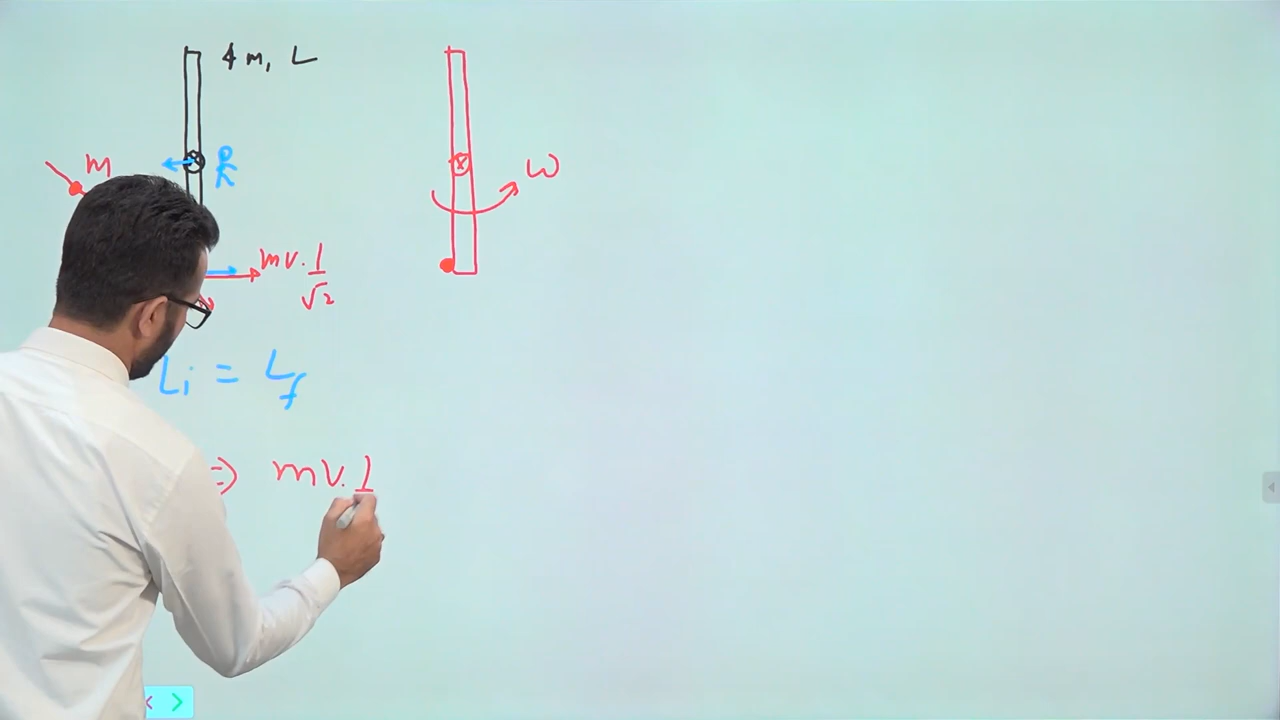 4m, L
m
R
ω
mv. 1/√2
Li = Lf
⇒ mv. 1